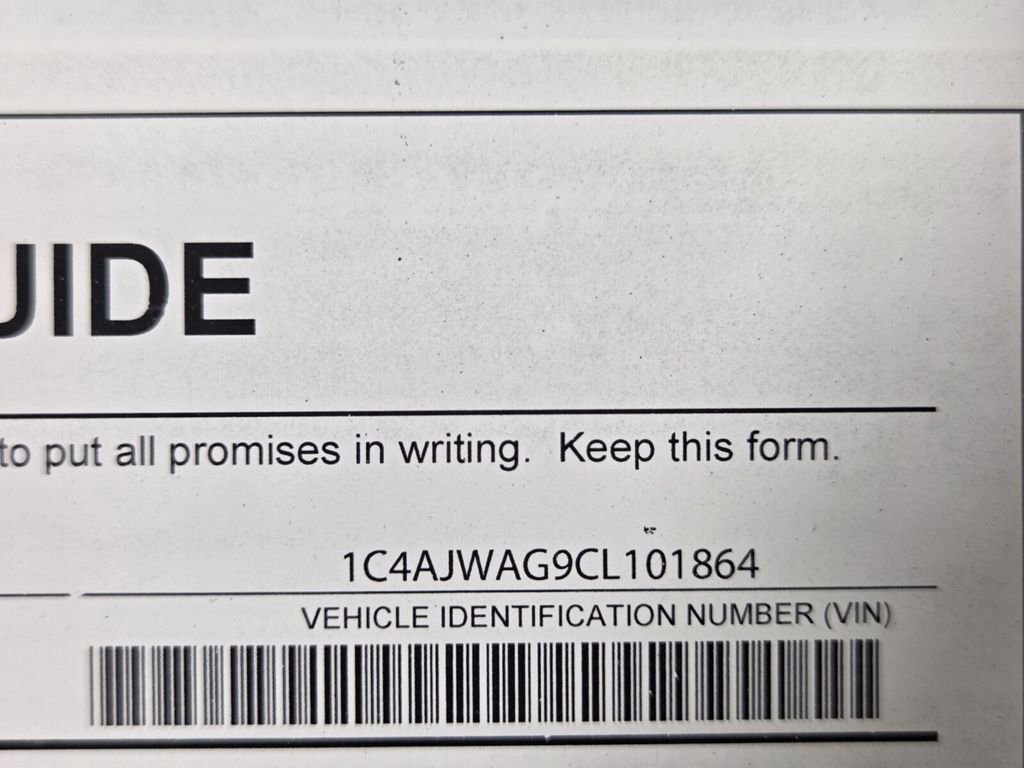 UIDE
to put all promises in writing. Keep this form.
1C4AJWAG9CL101864
VEHICLE IDENTIFICATION NUMBER (VIN)